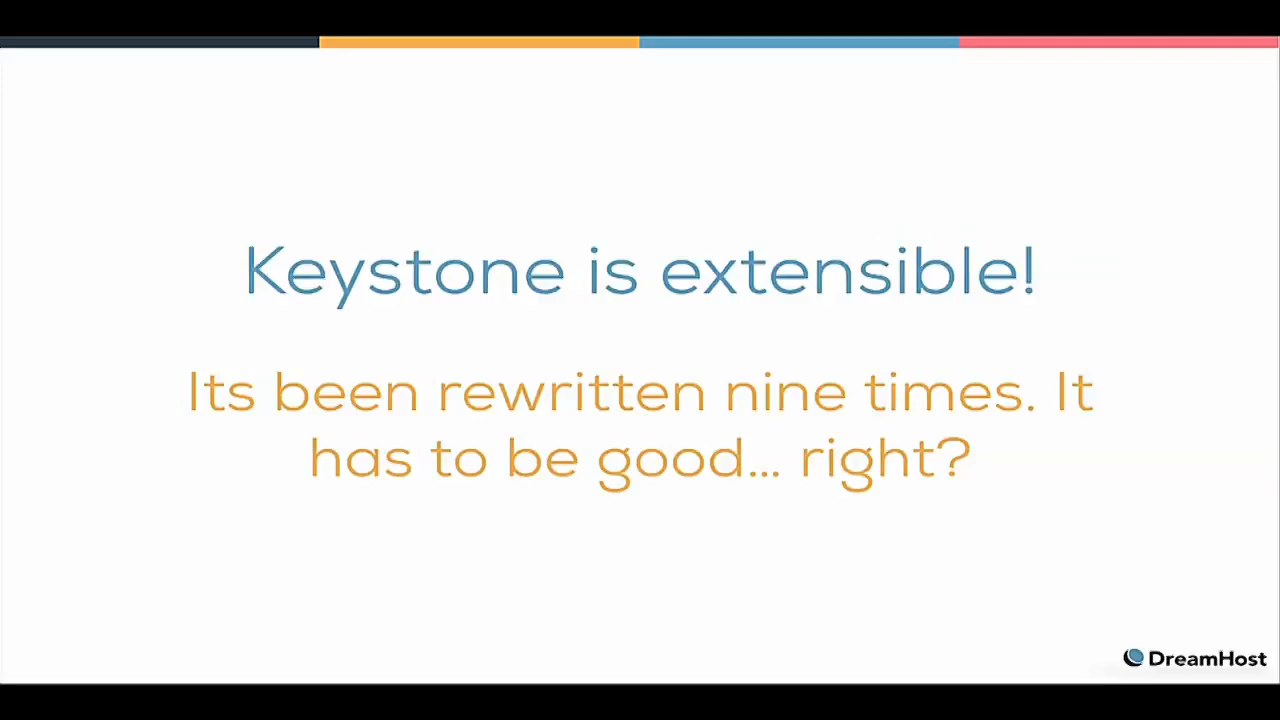 Keystone is extensible!
Its been rewritten nine times. It
has to be good... right?
DreamHost